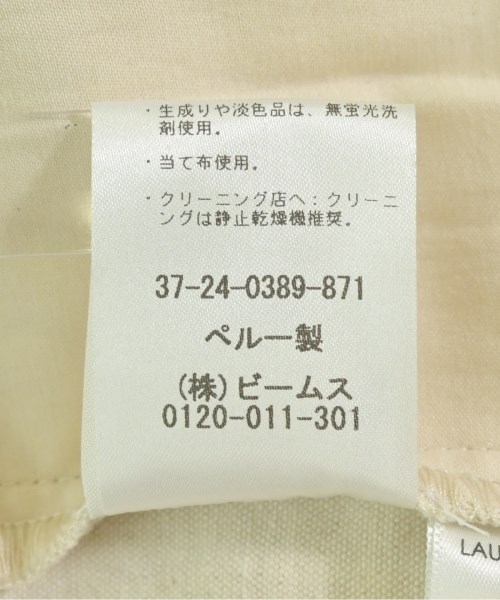 ・生成りや淡色品は、無蛍光洗
剤使用。
・当て布使用。
・クリーニング店へ：クリーニ
ングは静止乾燥機推奨。
37-24-0389-871
ペルー製
(株)ビームス
0120-011-301
LAU